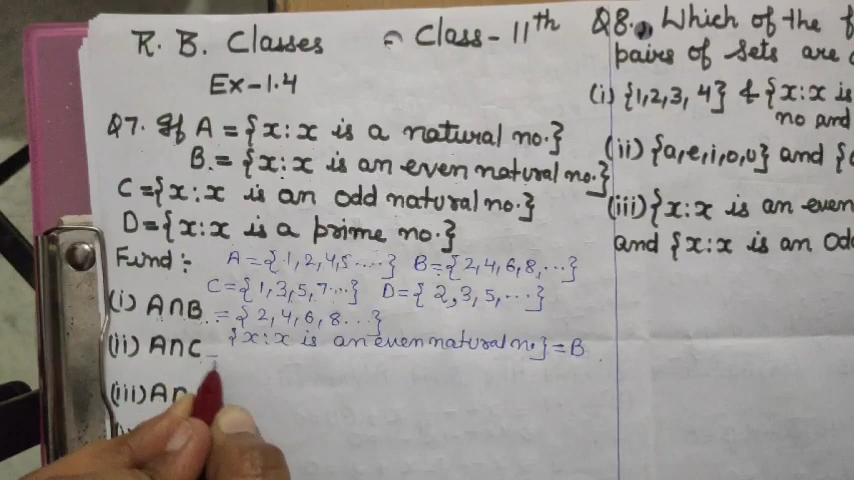 R. B. Classes
Class - 11th
Ex-1.4
Q7. If A = {x:x is a natural no.}
B. = {x:x is an even natural no.}
C = {x:x is an odd natural no.}
D = {x:x is a prime no.}
Find :
A = {1,2,4,5.....} B = {2,4,6,8,...}
C = {1,3,5,7...} D = {2,3,5,...}
(i) A∩B = {2,4,6,8...}
{x:x is an even natural no.} = B
(ii) A∩C =
(iii) A∩
Q8. Which of the
pairs of sets are
(i) {1,2,3,4} & {x:x is
no and
(ii) {a,e,i,o,u} and {
(iii) {x:x is an even
and {x:x is an odd